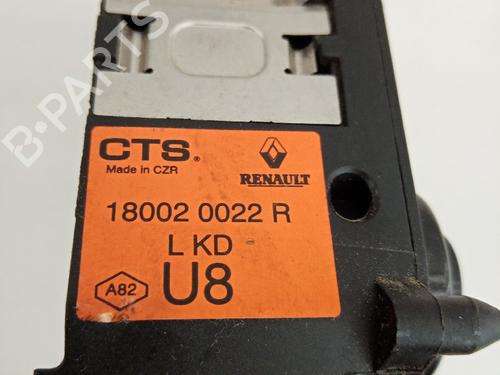 B-PARTS
CTS®
Made in CZR
RENAULT
18002 0022 R
L KD
A82
U8